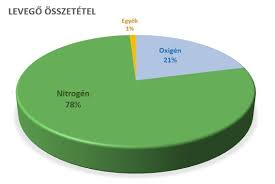 LEVEGŐ ÖSSZETÉTEL
Egyéb
1%
Oxigén
21%
Nitrogén
78%